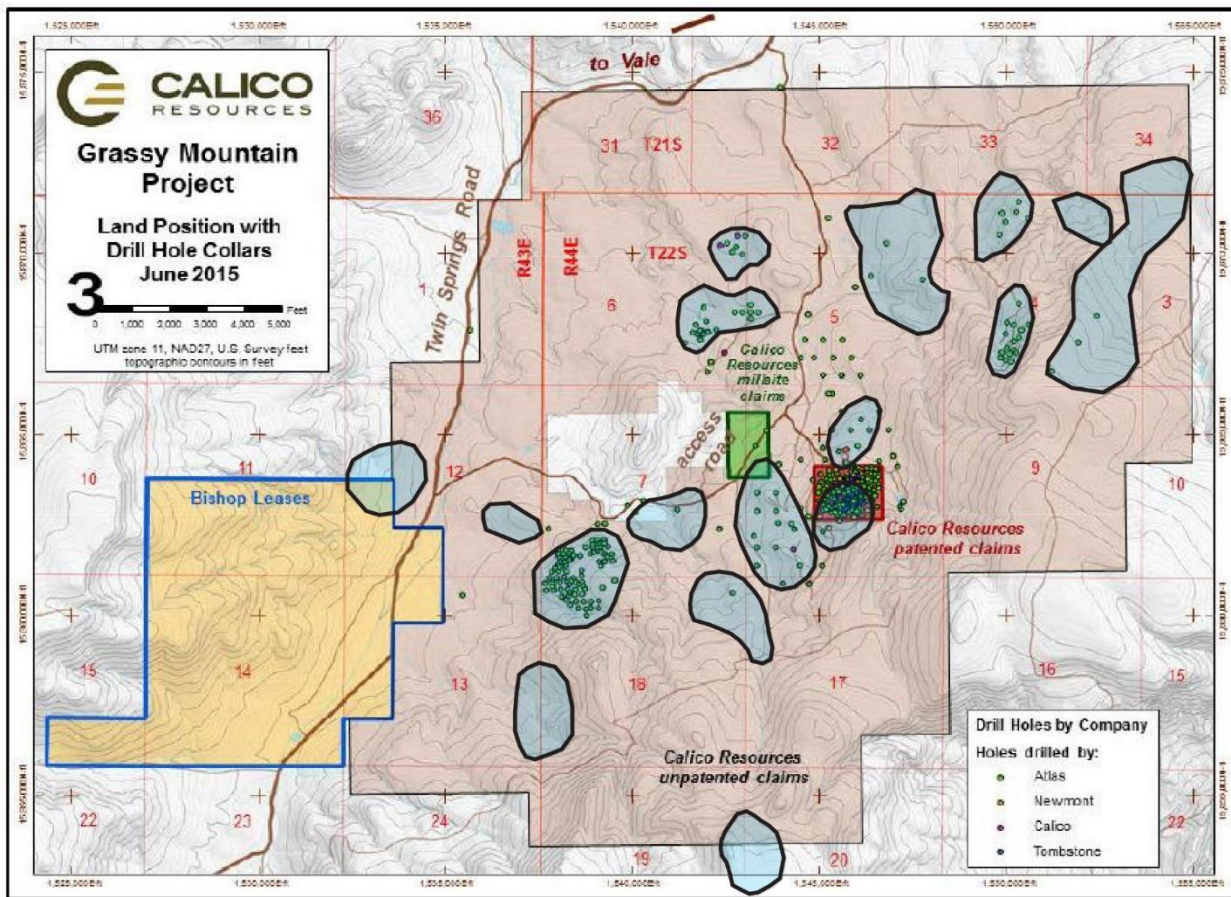 CALICO
RESOURCES
Grassy Mountain
Project
Land Position with
Drill Hole Collars
June 2015
3
Feet
0 1,000 2,000 3,000 4,000 5,000
UTM zone 11, NAD27, U.S. Survey feet
topographic contours in feet
to Vale
36
31 T21S
32
33
34
Twin Springs Road
R43E
R44E
T22S
1
6
5
4
3
Calico
Resources
millsite
claims
access
road
10
11
12
7
9
10
Bishop Leases
Calico Resources
patented claims
15
14
13
18
17
16
15
Calico Resources
unpatented claims
22
23
24
19
20
22
Drill Holes by Company
Holes drilled by:
Atlas
Newmont
Calico
Tombstone